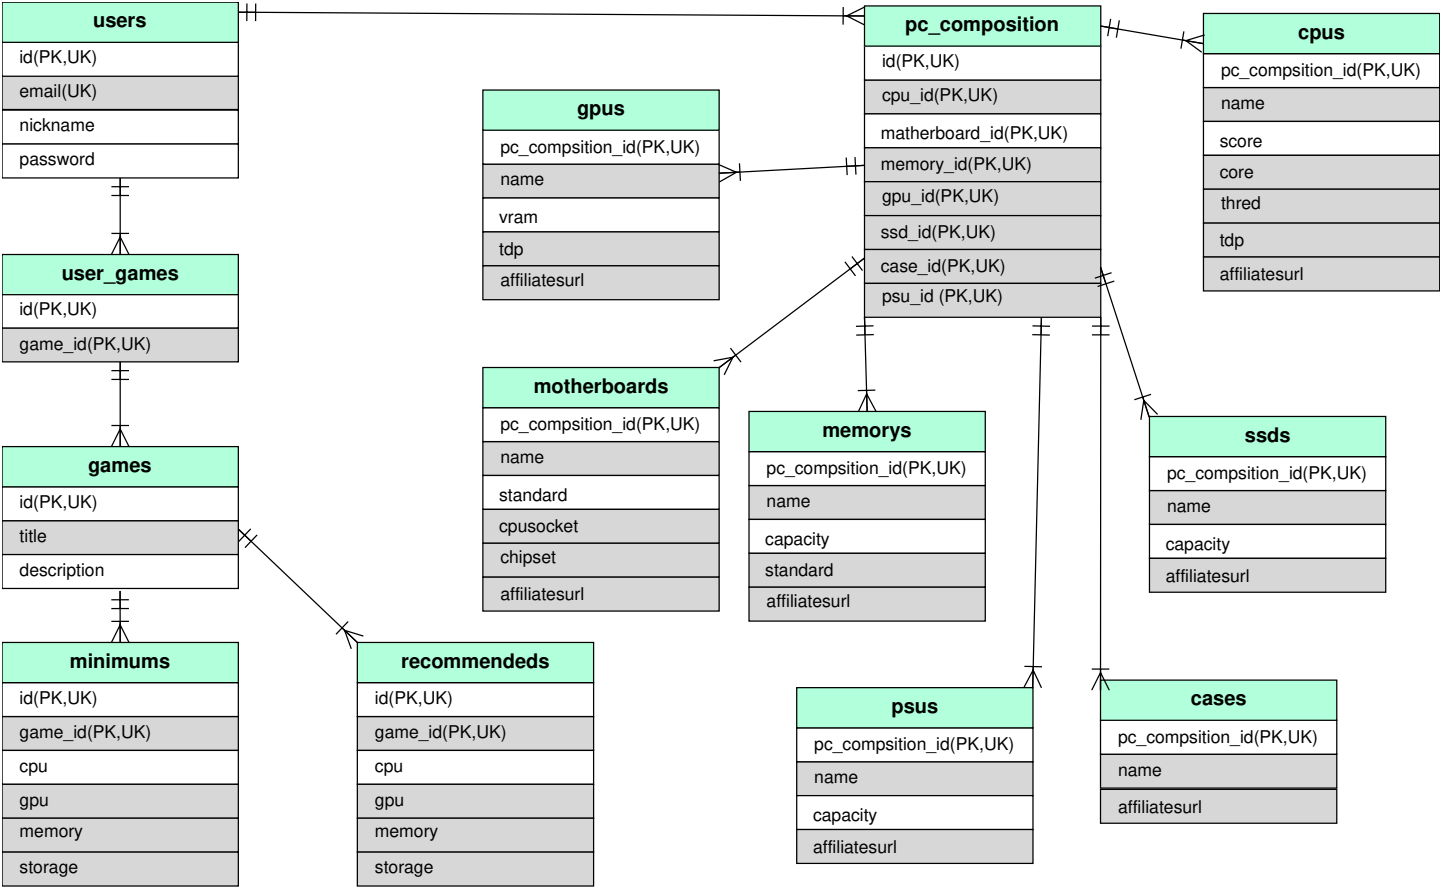 users
id(PK,UK)
email(UK)
nickname
password
user_games
id(PK,UK)
game_id(PK,UK)
games
id(PK,UK)
title
description
minimums
id(PK,UK)
game_id(PK,UK)
cpu
gpu
memory
storage
recommendeds
id(PK,UK)
game_id(PK,UK)
cpu
gpu
memory
storage
gpus
pc_compsition_id(PK,UK)
name
vram
tdp
affiliatesurl
motherboards
pc_compsition_id(PK,UK)
name
standard
cpusocket
chipset
affiliatesurl
pc_composition
id(PK,UK)
cpu_id(PK,UK)
matherboard_id(PK,UK)
memory_id(PK,UK)
gpu_id(PK,UK)
ssd_id(PK,UK)
case_id(PK,UK)
psu_id (PK,UK)
memorys
pc_compsition_id(PK,UK)
name
capacity
standard
affiliatesurl
psus
pc_compsition_id(PK,UK)
name
capacity
affiliatesurl
cpus
pc_compsition_id(PK,UK)
name
score
core
thred
tdp
affiliatesurl
ssds
pc_compsition_id(PK,UK)
name
capacity
affiliatesurl
cases
pc_compsition_id(PK,UK)
name
affiliatesurl